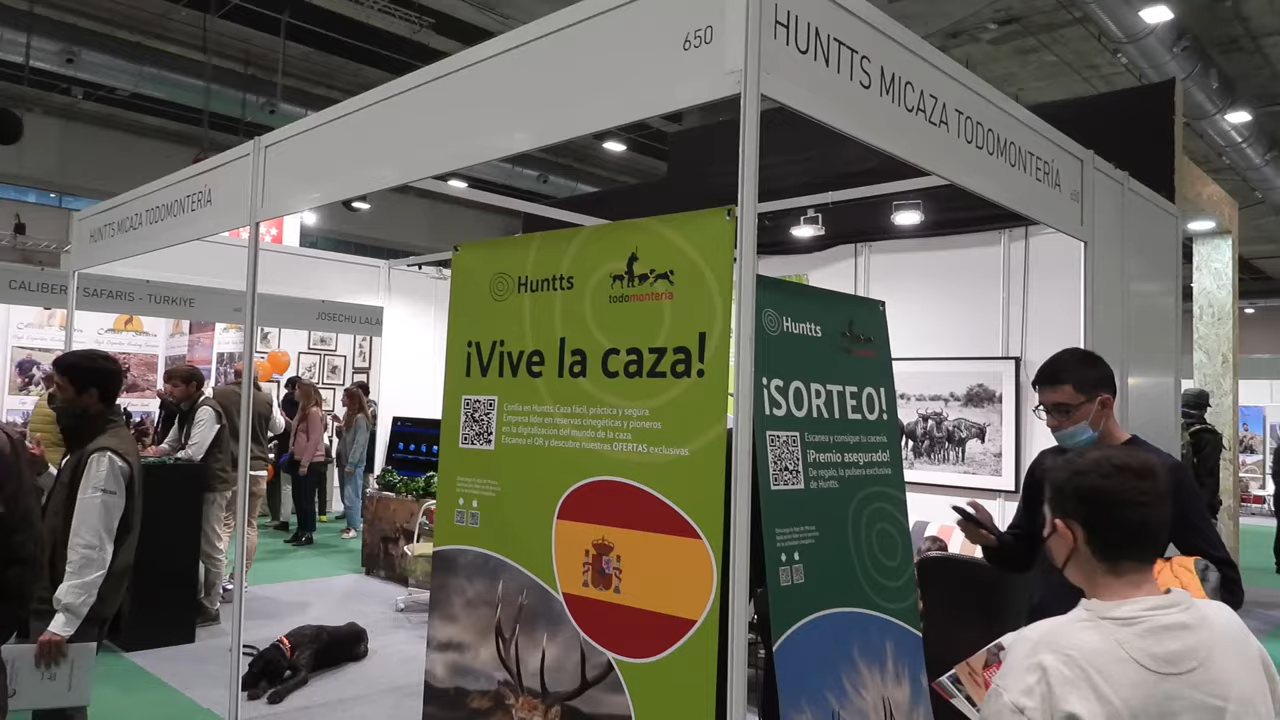 650
HUNTTS MICAZA TODOMONTERÍA
650
HUNTTS MICAZA TODOMONTERÍA
CALIBER SAFARIS - TÜRKIYE
JOSECHU LALA
Huntts
todomontería
¡Vive la caza!
Confía en Huntts. Caza fácil, práctica y segura.
Empresa líder en reservas cinegéticas y pioneros
en la digitalización del mundo de la caza.
Escanea el QR y descubre nuestras OFERTAS exclusivas.
Huntts
¡SORTEO!
Escanea y consigue tu cacería.
¡Premio asegurado!
De regalo, la pulsera exclusiva
de Huntts.